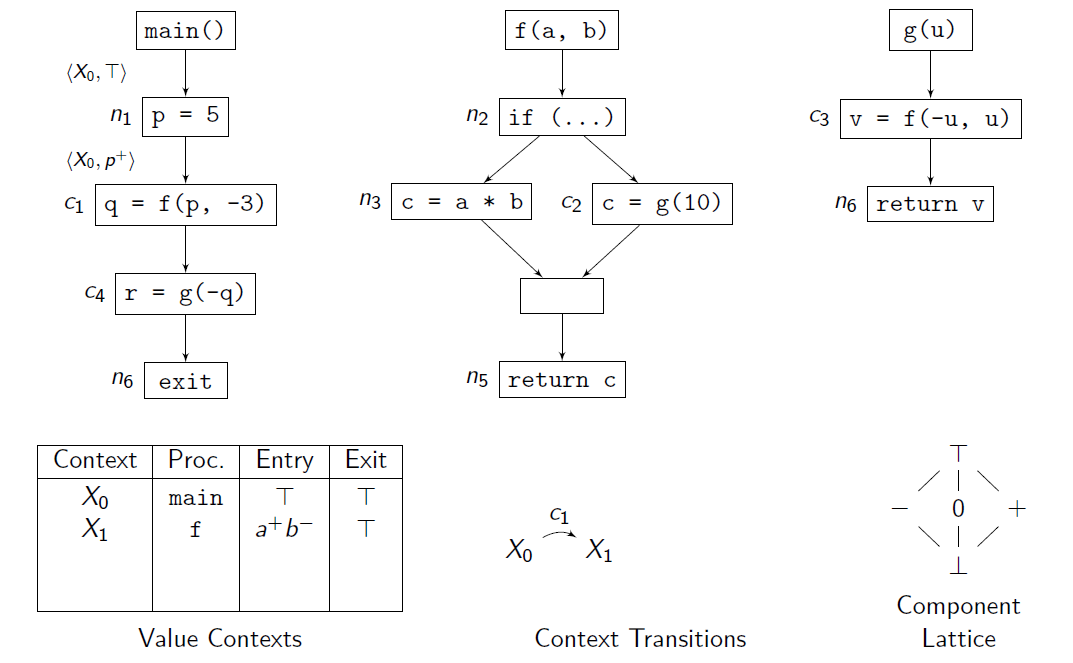 main()
⟨X₀, ⊤⟩
n₁ p = 5
⟨X₀, p⁺⟩
c₁ q = f(p, -3)
c₄ r = g(-q)
n₆ exit
f(a, b)
n₂ if (...)
n₃ c = a * b
c₂ c = g(10)
n₅ return c
g(u)
c₃ v = f(-u, u)
n₆ return v
Context Proc. Entry Exit
X₀ main ⊤ ⊤
X₁ f a⁺b⁻ ⊤
Value Contexts
c₁
X₀ X₁
Context Transitions
⊤
− 0 +
⊥
Component
Lattice